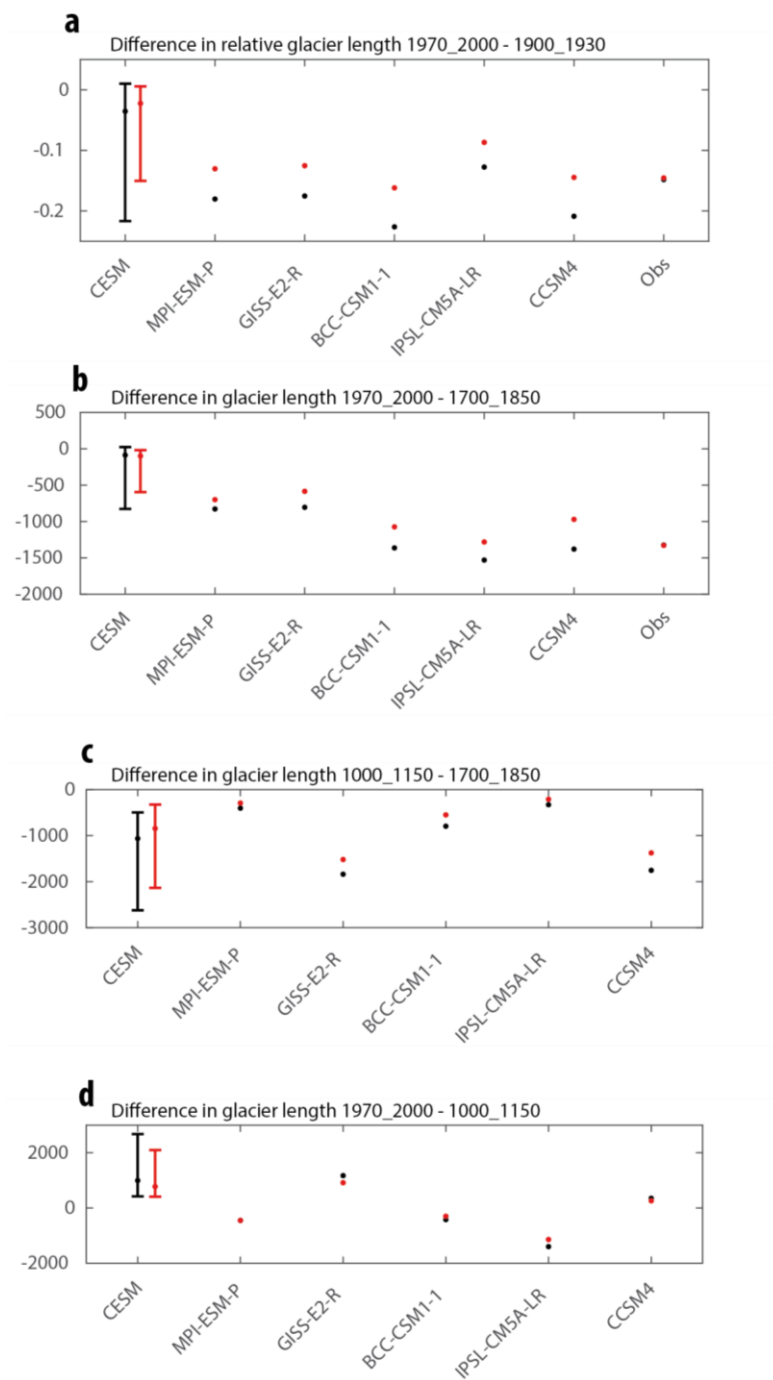 a
Difference in relative glacier length 1970_2000 - 1900_1930
0
-0.1
-0.2
CESM
MPI-ESM-P
GISS-E2-R
BCC-CSM1-1
IPSL-CM5A-LR
CCSM4
Obs
b
Difference in glacier length 1970_2000 - 1700_1850
500
0
-500
-1000
-1500
-2000
CESM
MPI-ESM-P
GISS-E2-R
BCC-CSM1-1
IPSL-CM5A-LR
CCSM4
Obs
c
Difference in glacier length 1000_1150 - 1700_1850
0
-1000
-2000
-3000
CESM
MPI-ESM-P
GISS-E2-R
BCC-CSM1-1
IPSL-CM5A-LR
CCSM4
d
Difference in glacier length 1970_2000 - 1000_1150
2000
0
-2000
CESM
MPI-ESM-P
GISS-E2-R
BCC-CSM1-1
IPSL-CM5A-LR
CCSM4